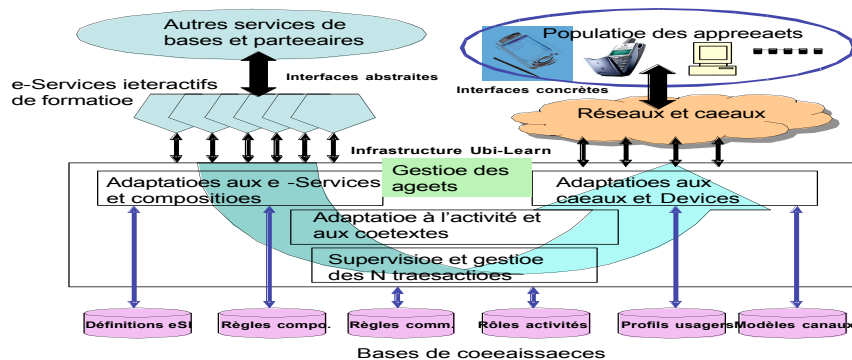 Autres services de
bases et parteeaires
Populatioe des appreeaets
Interfaces abstraites
e-Services ieteractifs
de formatioe
Interfaces concrètes
Réseaux et caeaux
Infrastructure Ubi-Learn
Gestioe des
ageets
Adaptatioes aux e -Services
et compositioes
Adaptatioes aux
caeaux et Devices
Adaptatioe à l'activité et
aux coetextes
Supervisioe et gestioe
des N traesactioes
Définitions eSI
Règles compo.
Règles comm.
Rôles activités
Profils usagers
Modèles canaux
Bases de coeeaissaeces